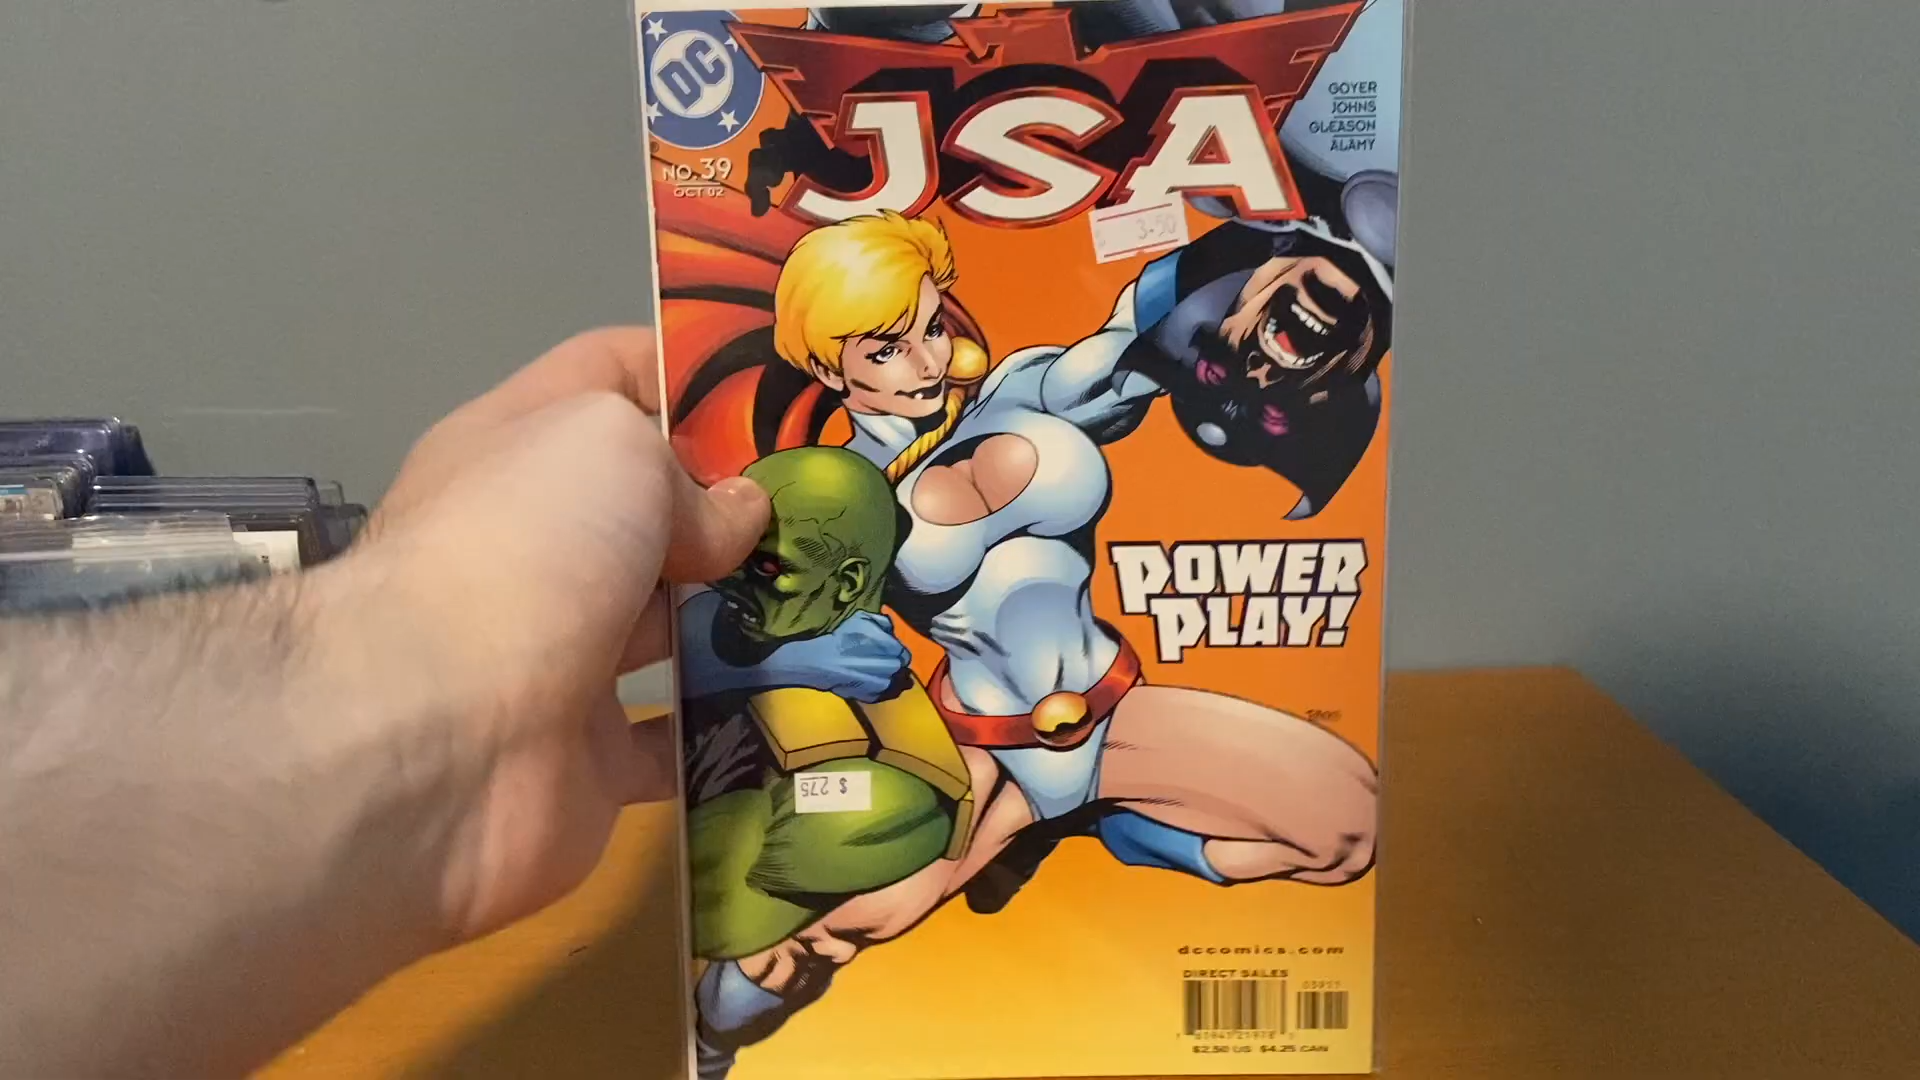 DC
JSA
GOYER
JOHNS
GLEASON
ALAMY
NO.39
OCT 02
3.50
POWER
PLAY!
$ 275
dccomics.com
DIRECT SALES
03911
$2.50 US $4.25 CAN